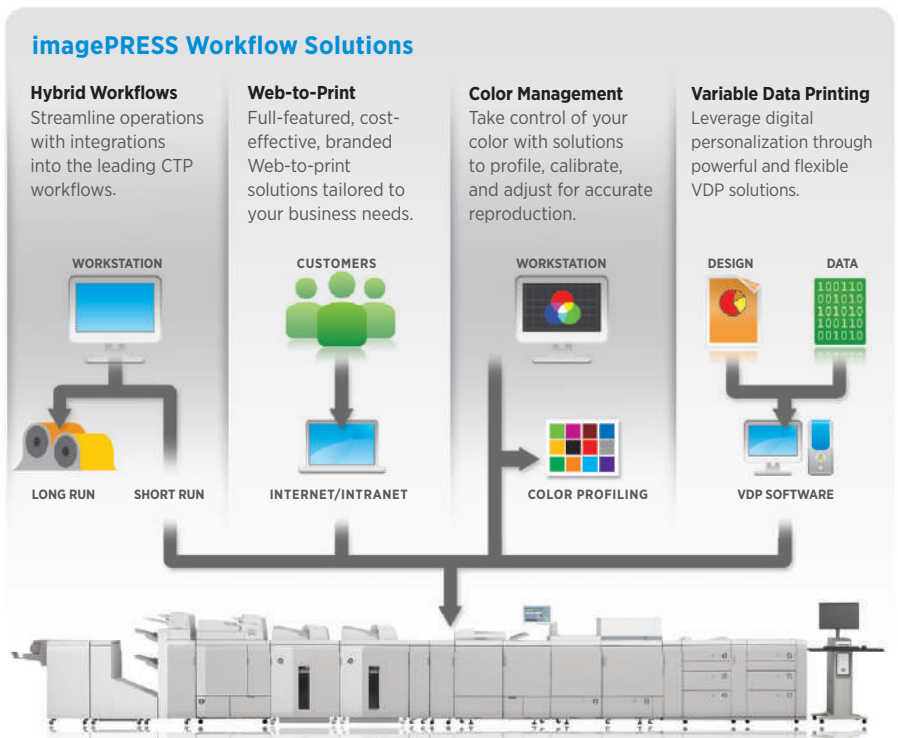 imagePRESS Workflow Solutions
Hybrid Workflows
Streamline operations
with integrations
into the leading CTP
workflows.
WORKSTATION
LONG RUN
SHORT RUN
Web-to-Print
Full-featured, cost-
effective, branded
Web-to-print
solutions tailored to
your business needs.
CUSTOMERS
INTERNET/INTRANET
Color Management
Take control of your
color with solutions
to profile, calibrate,
and adjust for accurate
reproduction.
WORKSTATION
COLOR PROFILING
Variable Data Printing
Leverage digital
personalization through
powerful and flexible
VDP solutions.
DESIGN
DATA
100110
001010
101010
100110
001010
VDP SOFTWARE